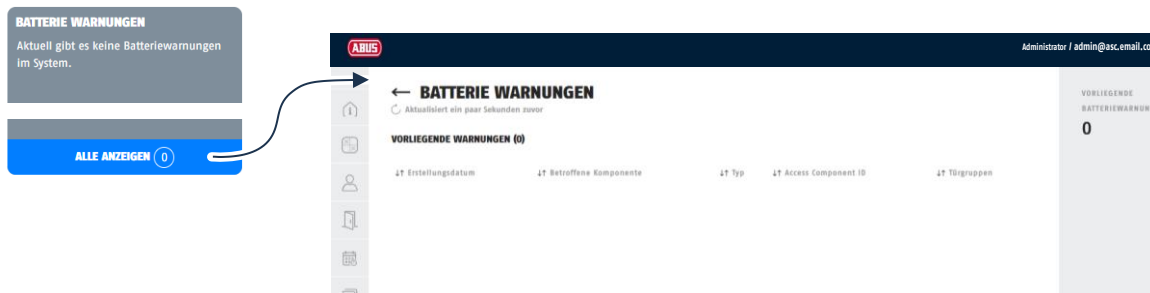 BATTERIE WARNUNGEN
Aktuell gibt es keine Batteriewarnungen
im System.
ALLE ANZEIGEN 0
ABUS
Administrator / admin@asc.email.co
← BATTERIE WARNUNGEN
Aktualisiert ein paar Sekunden zuvor
VORLIEGENDE WARNUNGEN (0)
↓↑ Erstellungsdatum ↓↑ Betroffene Komponente ↓↑ Typ ↓↑ Access Component ID ↓↑ Türgruppen
VORLIEGENDE
BATTERIEWARNUN
0